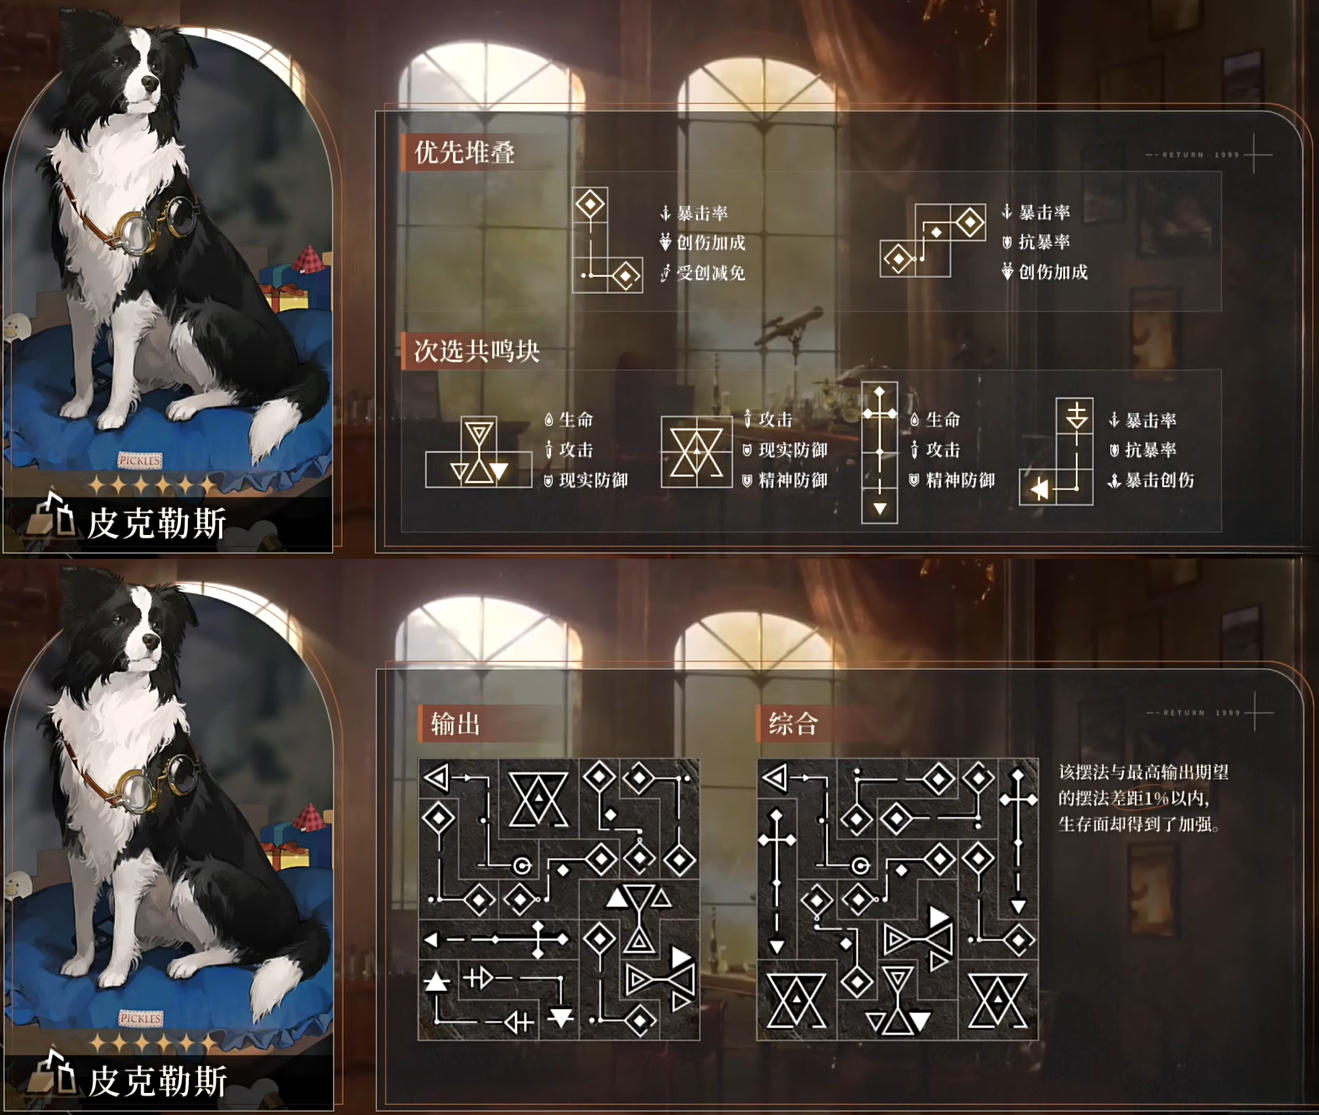 优先堆叠
--RETURN 1999
暴击率
创伤加成
受创减免
暴击率
抗暴率
创伤加成
次选共鸣块
生命
攻击
现实防御
攻击
现实防御
精神防御
生命
攻击
精神防御
暴击率
抗暴率
暴击创伤
PICKLES
皮克勒斯
输出
综合
--RETURN 1999
该摆法与最高输出期望
的摆法差距1%以内，
生存面却得到了加强。
PICKLES
皮克勒斯